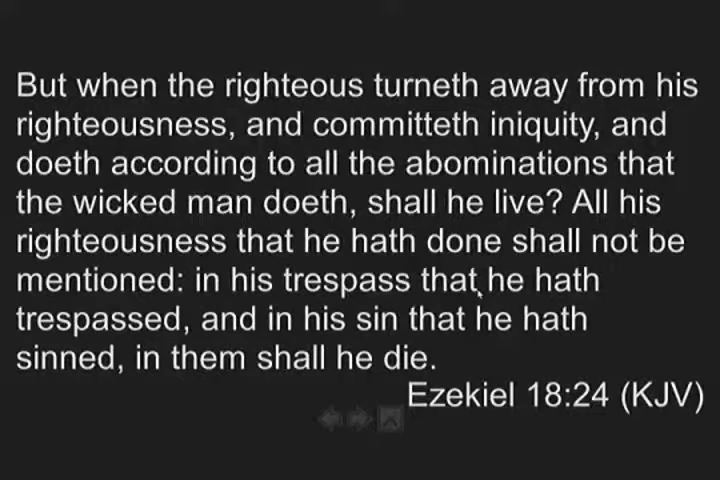 But when the righteous turneth away from his
righteousness, and committeth iniquity, and
doeth according to all the abominations that
the wicked man doeth, shall he live? All his
righteousness that he hath done shall not be
mentioned: in his trespass that he hath
trespassed, and in his sin that he hath
sinned, in them shall he die.
Ezekiel 18:24 (KJV)